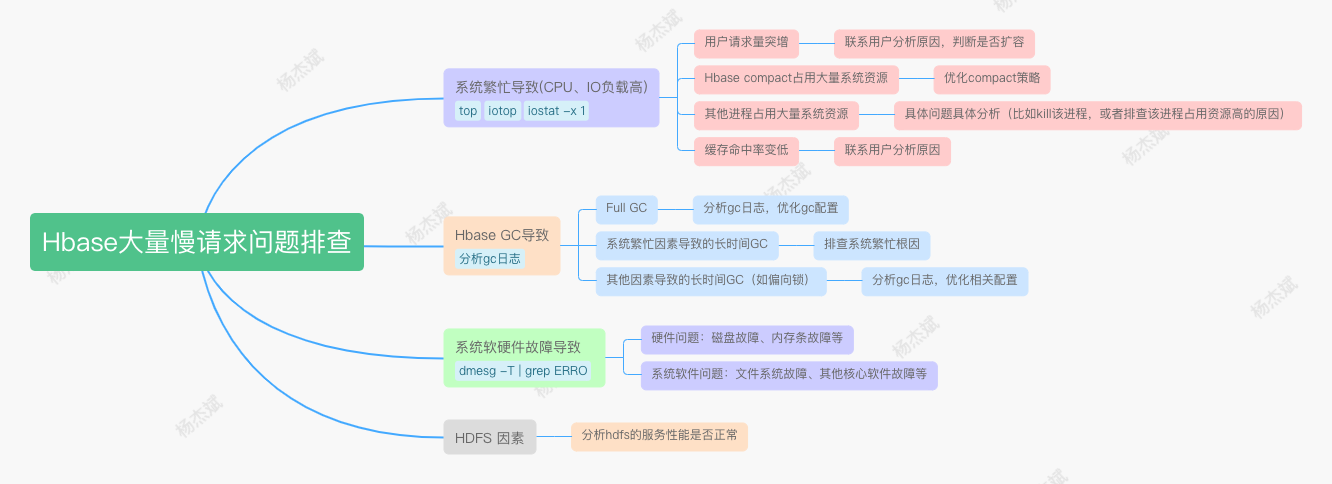 Hbase大量慢请求问题排查
系统繁忙导致(CPU、IO负载高)
top iotop iostat -x 1
用户请求量突增
联系用户分析原因，判断是否扩容
Hbase compact占用大量系统资源
优化compact策略
其他进程占用大量系统资源
具体问题具体分析（比如kill该进程，或者排查该进程占用资源高的原因）
缓存命中率变低
联系用户分析原因
Hbase GC导致
分析gc日志
Full GC
分析gc日志，优化gc配置
系统繁忙因素导致的长时间GC
排查系统繁忙根因
其他因素导致的长时间GC（如偏向锁）
分析gc日志，优化相关配置
系统软硬件故障导致
dmesg -T | grep ERRO
硬件问题：磁盘故障、内存条故障等
系统软件问题：文件系统故障、其他核心软件故障等
HDFS 因素
分析hdfs的服务性能是否正常
杨杰斌
杨杰斌
杨杰斌
杨杰斌
杨杰斌
杨杰斌
杨杰斌
杨杰斌
杨杰斌